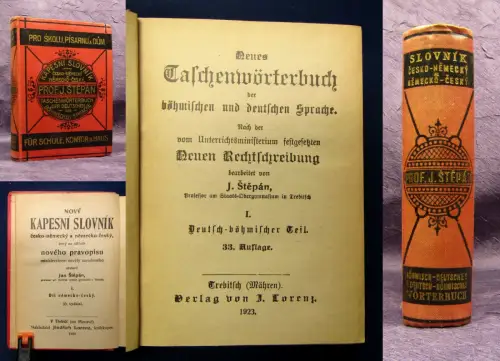 PRO ŠKOLU, PÍSÁRNU A DŮM.
KAPESNÍ SLOVNÍK
PROF. J. ŠTĚPÁN
TASCHENWÖRTERBUCH
FÜR SCHULE, KONTOR u. HAUS
NOVÝ
KAPESNÍ SLOVNÍK
česko-německý a německo-český,
nového pravopisu
Jan Štěpán,
I.
Díl německo-český.
Neues
Taschenwörterbuch
der
böhmischen und deutschen Sprache.
Nach der
vom Unterrichtsministerium festgesetzten
Neuen Rechtschreibung
bearbeitet von
J. Štěpán,
Professor am Staats-Obergymnasium in Trebitsch
I.
Deutsch-böhmischer Teil.
33. Auflage.
Trebitsch (Mähren).
Verlag von J. Lorenz.
1923.
SLOVNÍK
ČESKO-NĚMECKÝ
NĚMECKO-ČESKÝ
PROF. J. ŠTĚPÁN
BÖHMISCH-DEUTSCHES
DEUTSCH-BÖHMISCHES
WÖRTERBUCH